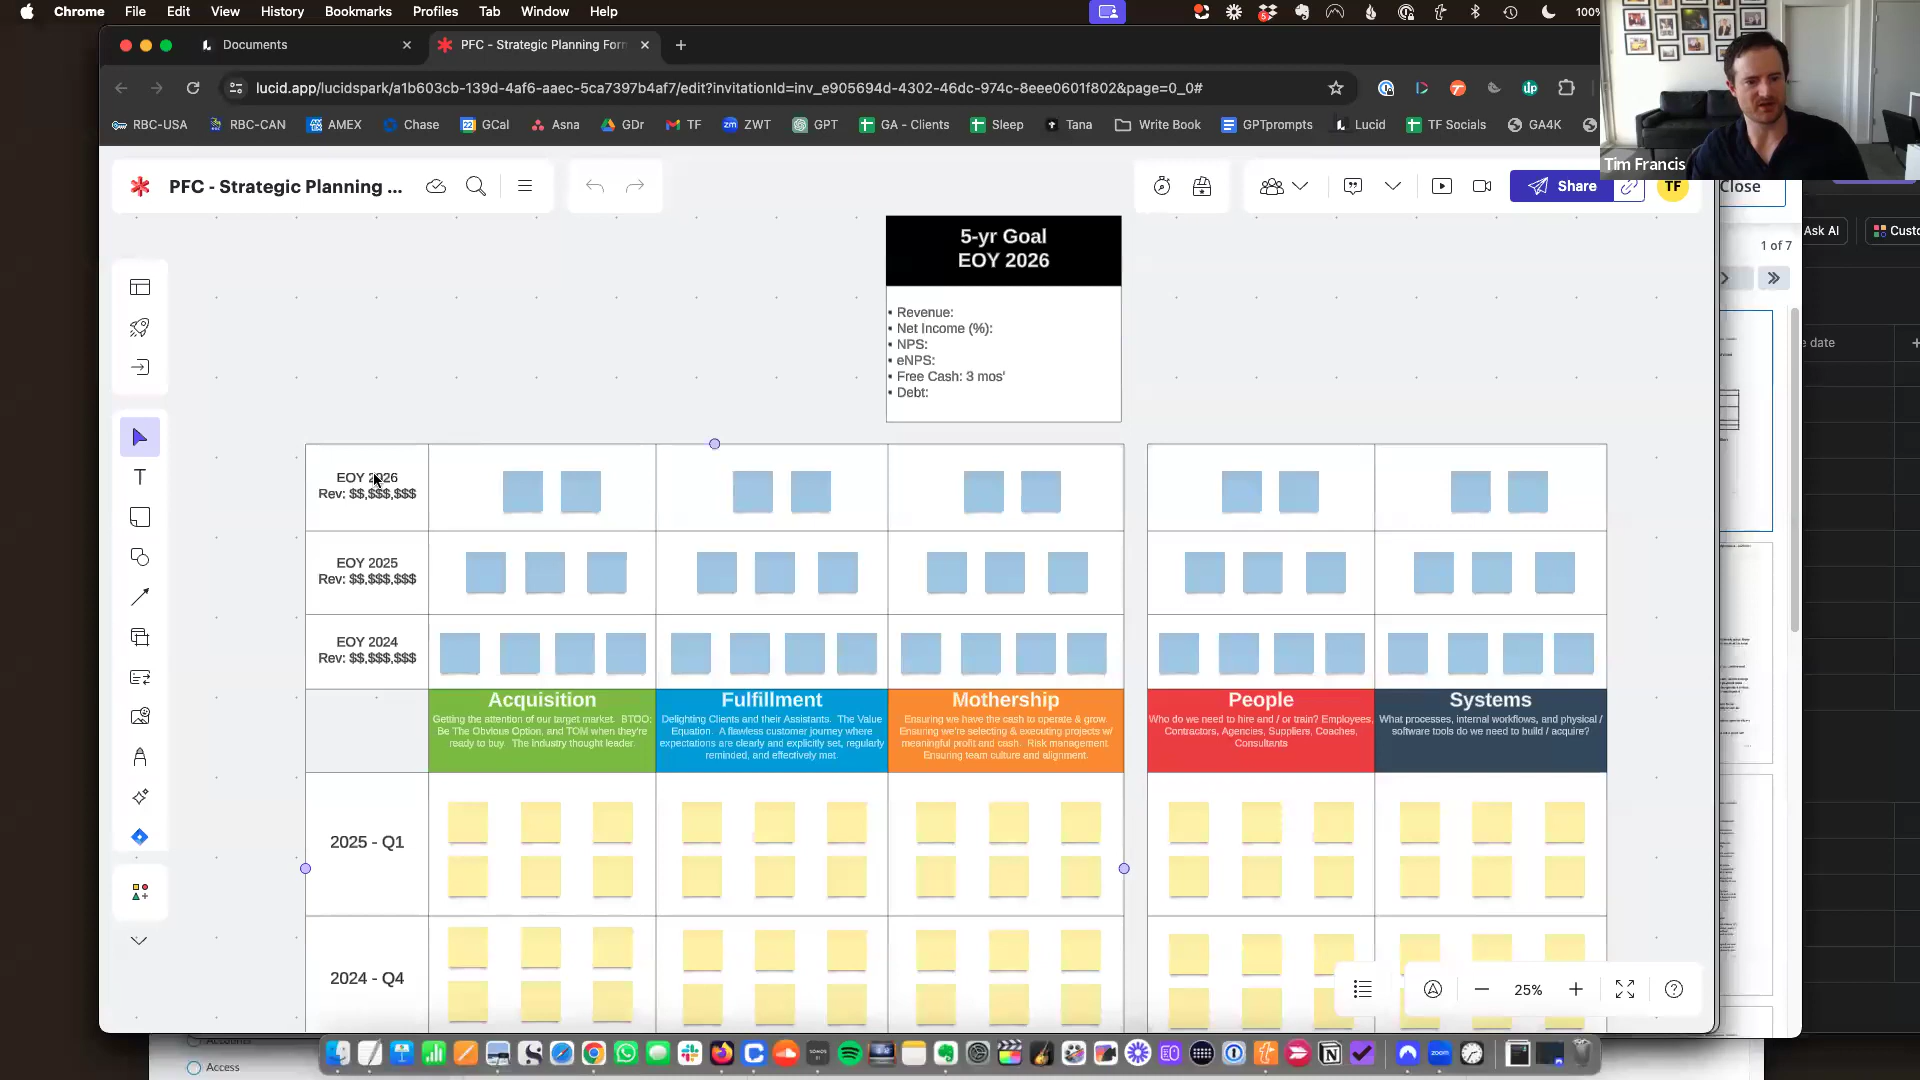 Chrome File Edit View History Bookmarks Profiles Tab Window Help
100%
Documents
PFC - Strategic Planning For
lucid.app/lucidspark/a1b603cb-139d-4af6-aaec-5ca7397b4af7/edit?invitationId=inv_e905694d-4302-46dc-974c-8eee0601f802&page=0_0#
RBC-USA RBC-CAN AMEX Chase GCal Asna GDr TF ZWT GPT GA - Clients Sleep Tana Write Book GPTprompts Lucid TF Socials GA4K
Tim Francis
PFC - Strategic Planning ...
Share
TF
Close
Ask AI
Custo
1 of 7
e date
5-yr Goal
EOY 2026
• Revenue:
• Net Income (%):
• NPS:
• eNPS:
• Free Cash: 3 mos'
• Debt:
EOY 2026
Rev: $$,$$$,$$$
EOY 2025
Rev: $$,$$$,$$$
EOY 2024
Rev: $$,$$$,$$$
Acquisition
Getting the attention of our target market. BTOO:
Be The Obvious Option, and TOM when they're
ready to buy. The Industry thought leader.
Fulfillment
Delighting Clients and their Assistants. The Value
Equation. A flawless customer journey where
expectations are clearly and explicitly set, regularly
reminded, and effectively met.
Mothership
Ensuring we have the cash to operate & grow.
Ensuring we're selecting & executing projects w/
meaningful profit and cash. Risk management.
Ensuring team culture and alignment.
People
Who do we need to hire and / or train? Employees,
Contractors, Agencies, Suppliers, Coaches,
Consultants
Systems
What processes, internal workflows, and physical /
software tools do we need to build / acquire?
2025 - Q1
2024 - Q4
25%
Accounts
Access